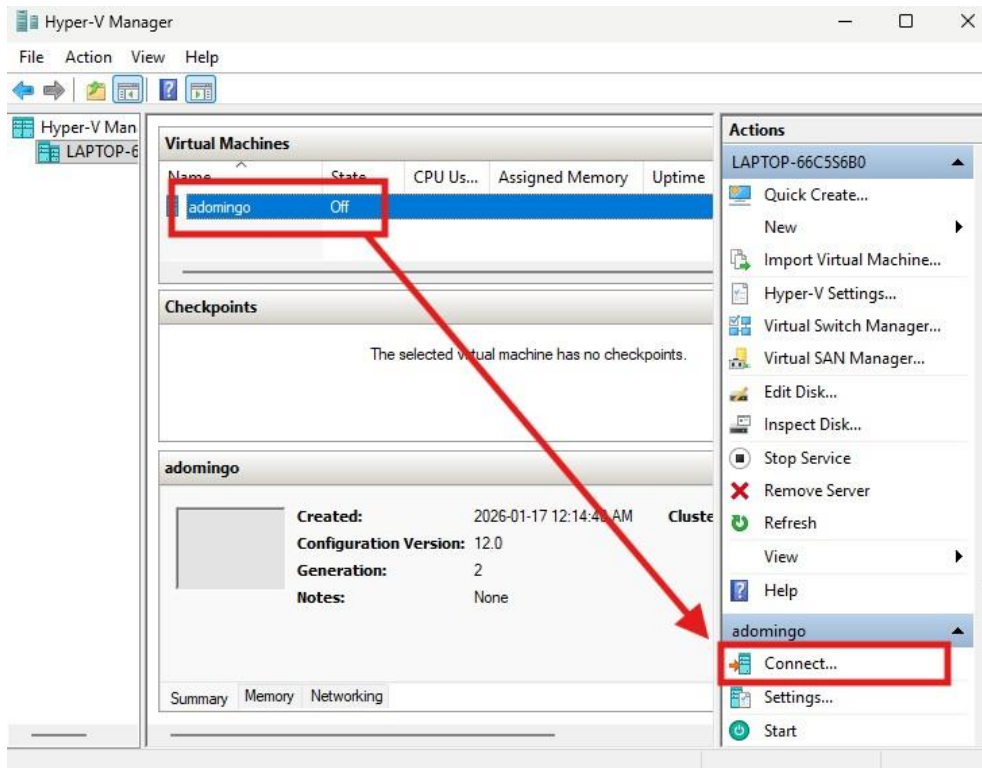 Hyper-V Manager
File Action View Help
Hyper-V Man
LAPTOP-6
Virtual Machines
Name State CPU Us... Assigned Memory Uptime
adomingo Off
Checkpoints
The selected virtual machine has no checkpoints.
adomingo
Created: 2026-01-17 12:14:43 AM Cluste
Configuration Version: 12.0
Generation: 2
Notes: None
Summary Memory Networking
Actions
LAPTOP-66C5S6B0
Quick Create...
New
Import Virtual Machine...
Hyper-V Settings...
Virtual Switch Manager...
Virtual SAN Manager...
Edit Disk...
Inspect Disk...
Stop Service
Remove Server
Refresh
View
Help
adomingo
Connect...
Settings...
Start